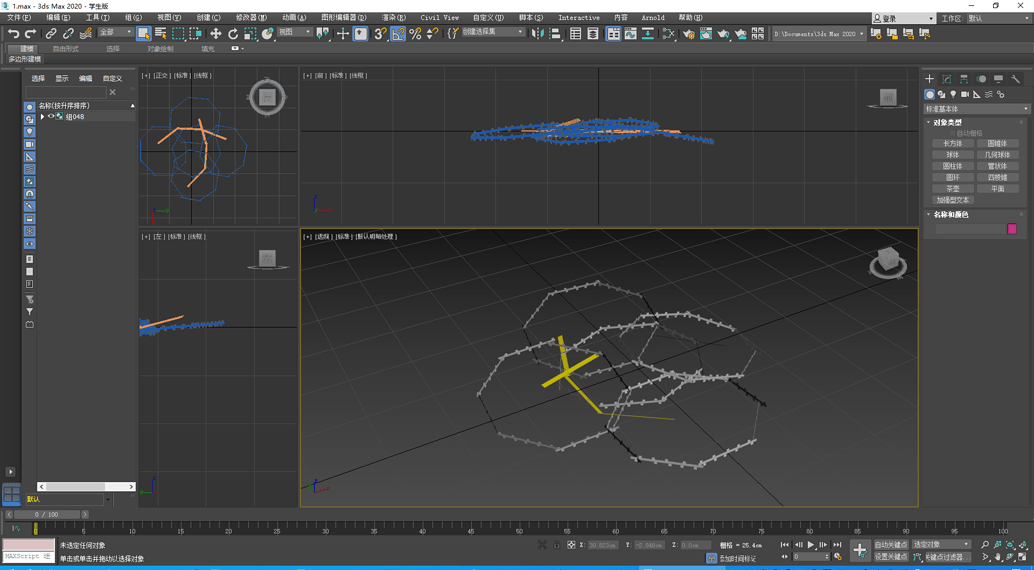 1.max - 3ds Max 2020 - 学生版
文件(F) 编辑(E) 工具(T) 组(G) 视图(V) 创建(C) 修改器(M) 动画(A) 图形编辑器(D) 渲染(R) Civil View 自定义(U) 脚本(S) Interactive 内容 Arnold 帮助(H) 登录 工作区: 默认
全部 视图 创建选择集 D:\Documents\3ds Max 2020
建模 自由形式 选择 对象绘制 填充
多边形建模
选择 显示 编辑 自定义
名称(按升序排序)
组048
[+] [正交] [标准] [线框]
[+] [前] [标准] [线框]
[+] [左] [标准] [线框]
[+] [透视] [标准] [默认明暗处理]
标准基本体
对象类型
自动栅格
长方体 圆锥体
球体 几何球体
圆柱体 管状体
圆环 四棱锥
茶壶 平面
加强型文本
名称和颜色
默认
0 / 100
0 5 10 15 20 25 30 35 40 45 50 55 60 65 70 75 80 85 90 95 100
未选定任何对象
MAXScript 迷
单击或单击并拖动以选择对象
X: Y: Z: 0.0cm 栅格 = 25.4cm
添加时间标记
0
自动关键点 选定对象
设置关键点 关键点过滤器...